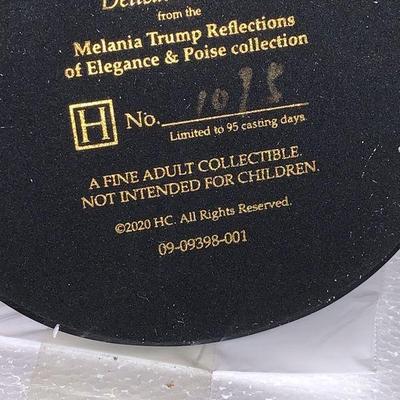 from the
Melania Trump Reflections
of Elegance & Poise collection
H No. 1098
Limited to 95 casting days.
A FINE ADULT COLLECTIBLE.
NOT INTENDED FOR CHILDREN.
©2020 HC. All Rights Reserved.
09-09398-001